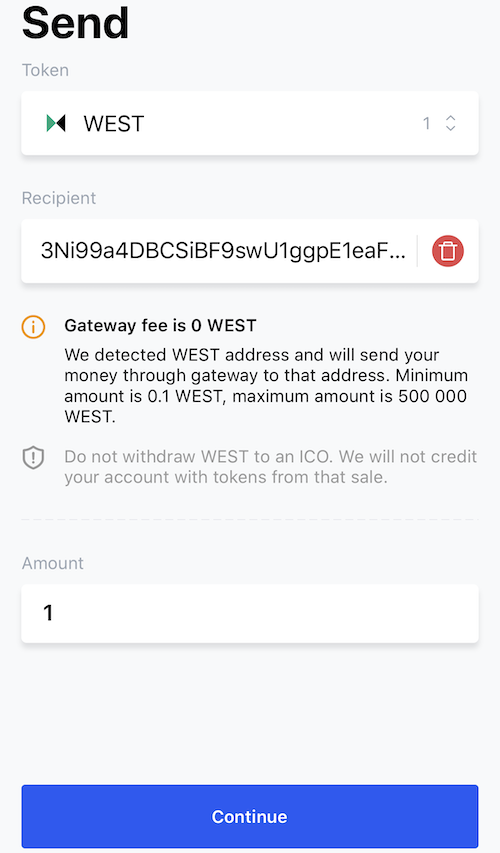 Send
Token
WEST 1
Recipient
3Ni99a4DBCSiBF9swU1ggpE1eaF...
Gateway fee is 0 WEST
We detected WEST address and will send your
money through gateway to that address. Minimum
amount is 0.1 WEST, maximum amount is 500 000
WEST.
Do not withdraw WEST to an ICO. We will not credit
your account with tokens from that sale.
Amount
1
Continue